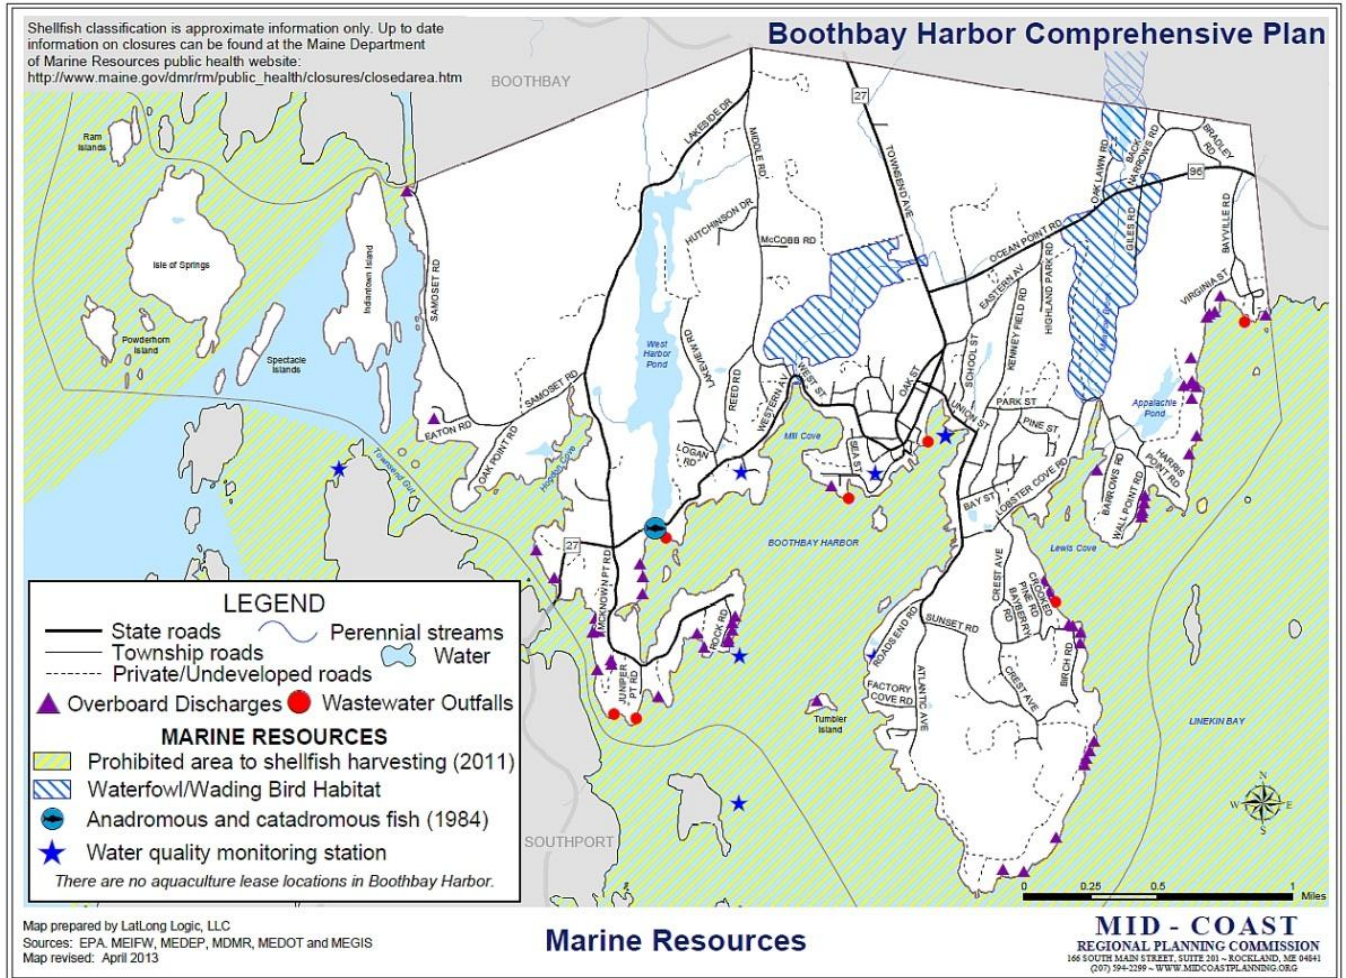 Shellfish classification is approximate information only. Up to date
information on closures can be found at the Maine Department
of Marine Resources public health website:
http://www.maine.gov/dmr/rm/public_health/closures/closedarea.htm
Boothbay Harbor Comprehensive Plan
BOOTHBAY
27
LAKESIDE DR
MIDDLE RD
TOWNSEND AVE
OAK LAWN RD
BACK
NARROWS RD
BRADLEY
RD
96
Ram
Islands
Isle of Springs
Indiantown Island
SAMOSET RD
HUTCHINSON DR
McCOBB RD
OCEAN POINT RD
GILES RD
BAYVILLE RD
EASTERN AV
HIGHLAND PARK RD
KENNEY FIELD RD
VIRGINIA ST
Powderhorn
Island
Spectacle
Islands
West
Harbor
Pond
LAKEVIEW RD
REED RD
WESTERN AV
WEST ST
OAK ST
SCHOOL ST
SAMOSET RD
EATON RD
OAK POINT RD
UNION ST
PARK ST
PINE ST
Appalachie
Pond
Townsend Gut
Hogdon Cove
LOGAN
RD
Mill Cove
SEA ST
HARRIS
POINT RD
BARROWS RD
WALL POINT RD
BAY ST
LOBSTER COVE RD
27
BOOTHBAY HARBOR
Lewis Cove
MCKNOWN PT RD
ROCK RD
JUNIPER
PT RD
CREST AVE
CROOKED
PINE RD
BAYBERRY
RD
ROADS END RD
SUNSET RD
BIRCH RD
CREST AVE
FACTORY
COVE RD
ATLANTIC AVE
Tumbler
Island
LINEKIN BAY
SOUTHPORT
LEGEND
State roads
Perennial streams
Township roads
Water
Private/Undeveloped roads
Overboard Discharges
Wastewater Outfalls
MARINE RESOURCES
Prohibited area to shellfish harvesting (2011)
Waterfowl/Wading Bird Habitat
Anadromous and catadromous fish (1984)
Water quality monitoring station
There are no aquaculture lease locations in Boothbay Harbor.
N
W E
S
0 0.25 0.5 1
Miles
Map prepared by LatLong Logic, LLC
Sources: EPA. MEIFW, MEDEP, MDMR, MEDOT and MEGIS
Map revised: April 2013
Marine Resources
MID - COAST
REGIONAL PLANNING COMMISSION
166 SOUTH MAIN STREET, SUITE 201 ~ ROCKLAND, ME 04841
(207) 594-2299 ~ WWW.MIDCOASTPLANNING.ORG